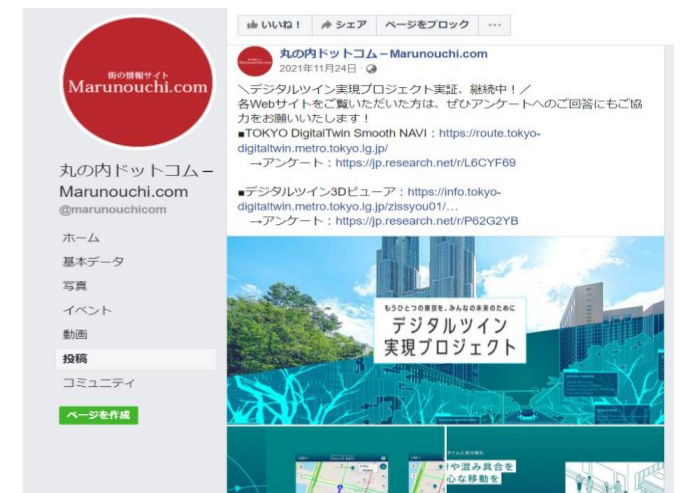 いいね！ シェア ページをブロック ...
街の情報サイト
Marunouchi.com
丸の内ドットコム－
Marunouchi.com
@marunouchicom
ホーム
基本データ
写真
イベント
動画
投稿
コミュニティ
ページを作成
丸の内ドットコム－Marunouchi.com
2021年11月24日 ·
＼デジタルツイン実現プロジェクト実証、継続中！／
各Webサイトをご覧いただいた方は、ぜひアンケートへのご回答にもご協
力をお願いいたします！
■TOKYO DigitalTwin Smooth NAVI：https://route.tokyo-
digitaltwin.metro.tokyo.lg.jp/
→アンケート：https://jp.research.net/r/L6CYF69
■デジタルツイン3Dビューア：https://info.tokyo-
digitaltwin.metro.tokyo.lg.jp/zissyou01/…
→アンケート：https://jp.research.net/r/P62G2YB
もうひとつの東京を、みんなの未来のために
デジタルツイン
実現プロジェクト
や混み具合を
心な移動を